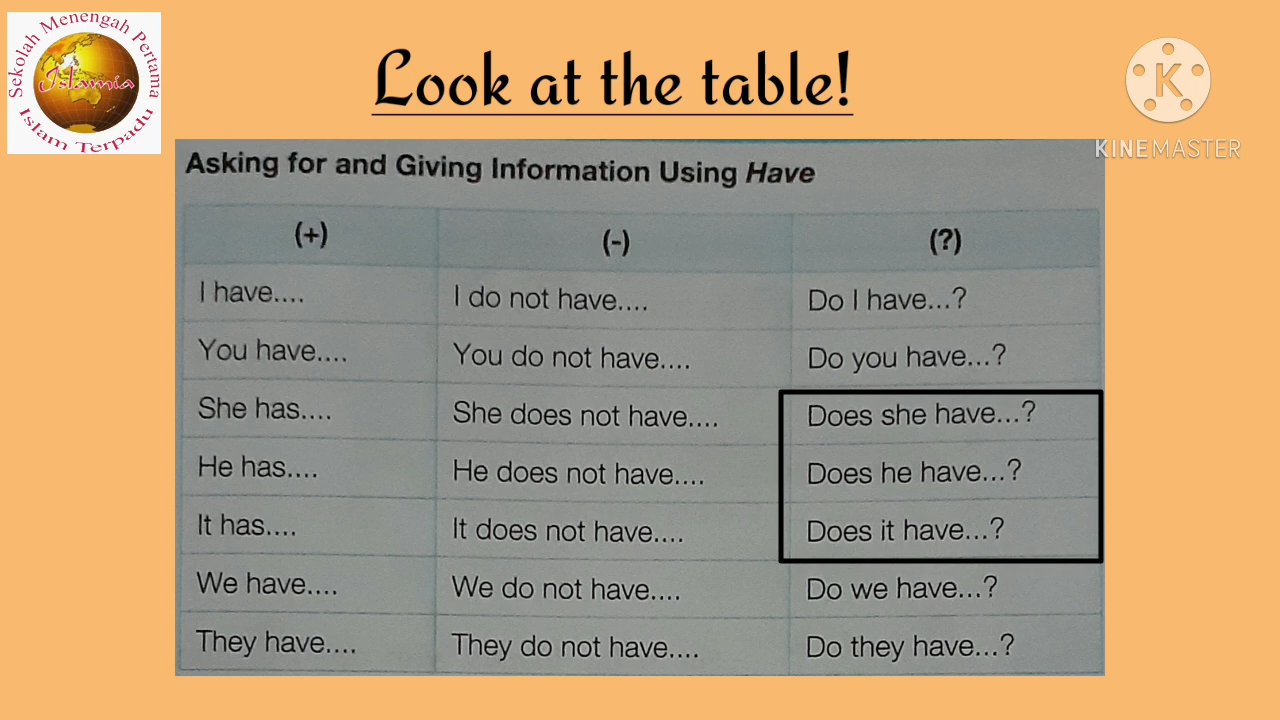 Sekolah Menengah Pertama
Islamia
Islam Terpadu
Look at the table!
K
KINEMASTER
Asking for and Giving Information Using Have
(+) (-) (?)
I have.... I do not have.... Do I have...?
You have.... You do not have.... Do you have...?
She has.... She does not have.... Does she have...?
He has.... He does not have.... Does he have...?
It has.... It does not have.... Does it have...?
We have.... We do not have.... Do we have...?
They have.... They do not have.... Do they have...?